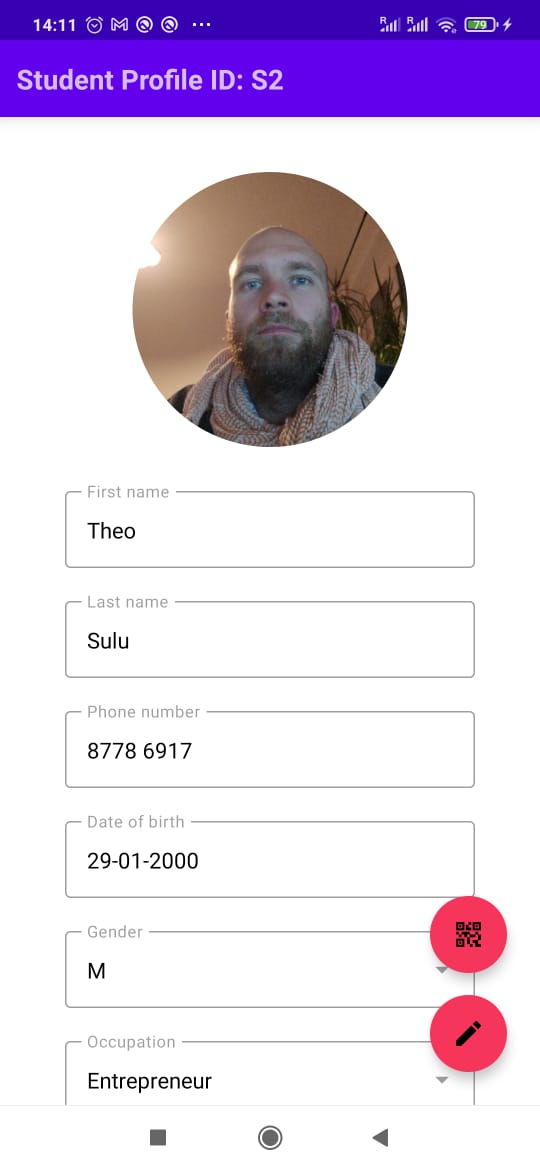 14:11
R R 79
Student Profile ID: S2
First name
Theo
Last name
Sulu
Phone number
8778 6917
Date of birth
29-01-2000
Gender
M
Occupation
Entrepreneur